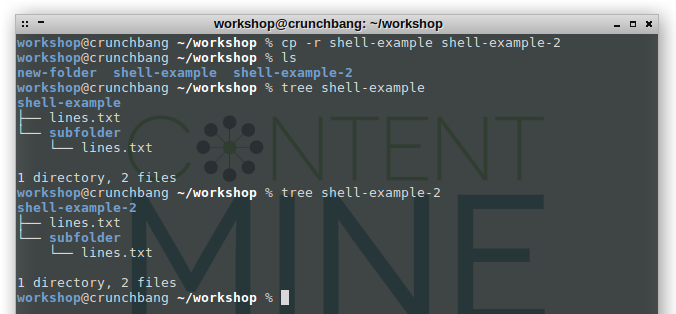 workshop@crunchbang: ~/workshop
workshop@crunchbang ~/workshop % cp -r shell-example shell-example-2
workshop@crunchbang ~/workshop % ls
new-folder  shell-example  shell-example-2
workshop@crunchbang ~/workshop % tree shell-example
shell-example
├── lines.txt
└── subfolder
    └── lines.txt
1 directory, 2 files
workshop@crunchbang ~/workshop % tree shell-example-2
shell-example-2
├── lines.txt
└── subfolder
    └── lines.txt
1 directory, 2 files
workshop@crunchbang ~/workshop %
CONTENT
MINE